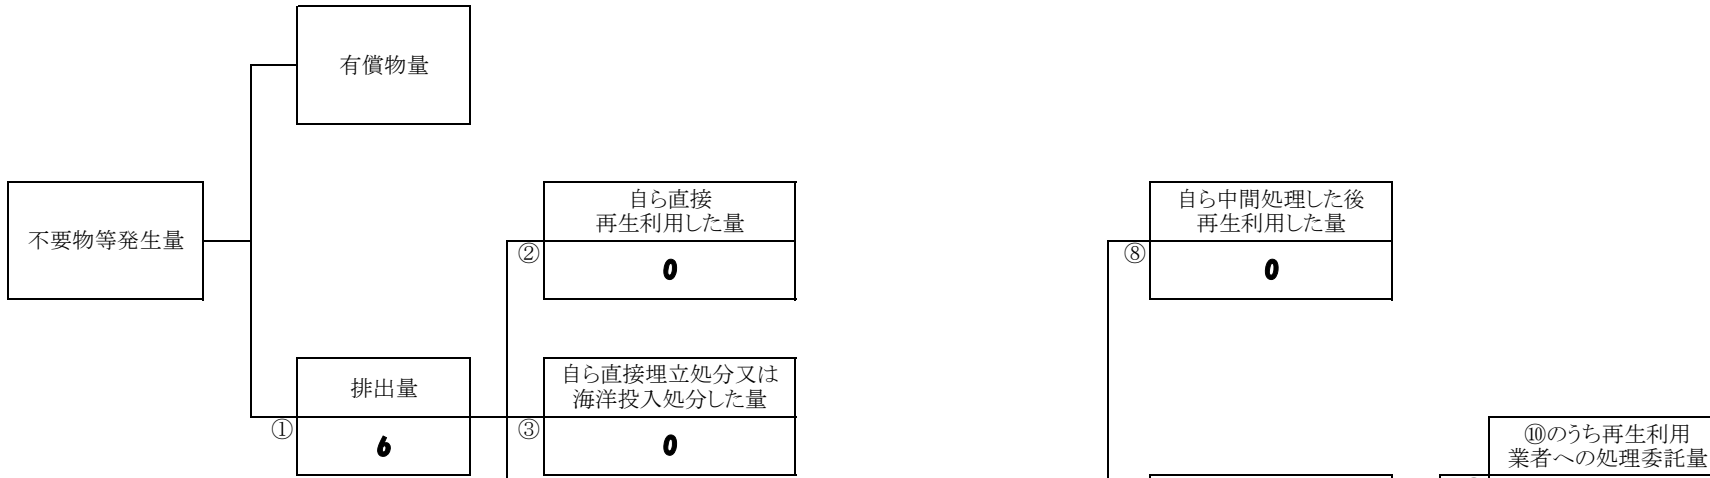 有償物量
不要物等発生量
自ら直接
再生利用した量
②
0
自ら中間処理した後
再生利用した量
⑧
0
排出量
①
6
自ら直接埋立処分又は
海洋投入処分した量
③
0
⑩のうち再生利用
業者への処理委託量